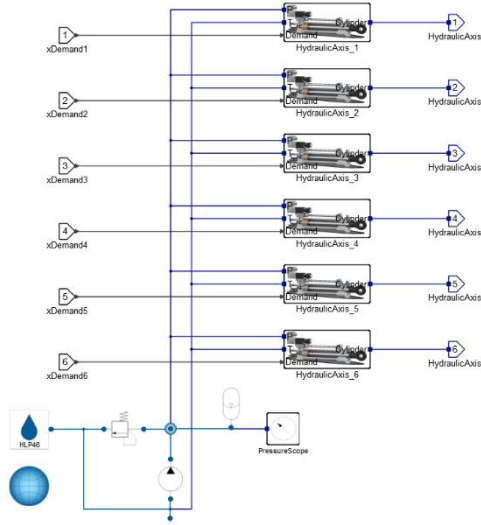 1
xDemand1
P
T
Demand
Cylinder
HydraulicAxis_1
1
HydraulicAxis
2
xDemand2
P
T
Demand
Cylinder
HydraulicAxis_2
2
HydraulicAxis
3
xDemand3
P
T
Demand
Cylinder
HydraulicAxis_3
3
HydraulicAxis
4
xDemand4
P
T
Demand
Cylinder
HydraulicAxis_4
4
HydraulicAxis
5
xDemand5
P
T
Demand
Cylinder
HydraulicAxis_5
5
HydraulicAxis
6
xDemand6
P
T
Demand
Cylinder
HydraulicAxis_6
6
HydraulicAxis
HLP46
PressureScope